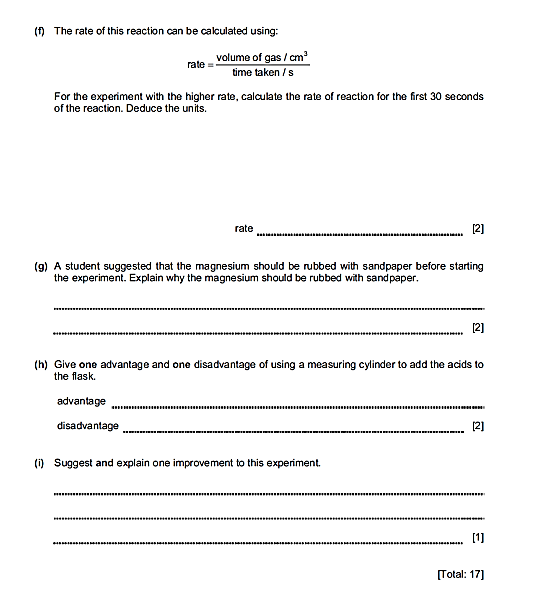 (f) The rate of this reaction can be calculated using:
rate = volume of gas / cm³
time taken / s
For the experiment with the higher rate, calculate the rate of reaction for the first 30 seconds
of the reaction. Deduce the units.
rate ........ [2]
(g) A student suggested that the magnesium should be rubbed with sandpaper before starting
the experiment. Explain why the magnesium should be rubbed with sandpaper.
........ [2]
(h) Give one advantage and one disadvantage of using a measuring cylinder to add the acids to
the flask.
advantage ........
disadvantage ........ [2]
(i) Suggest and explain one improvement to this experiment.
........ [1]
[Total: 17]